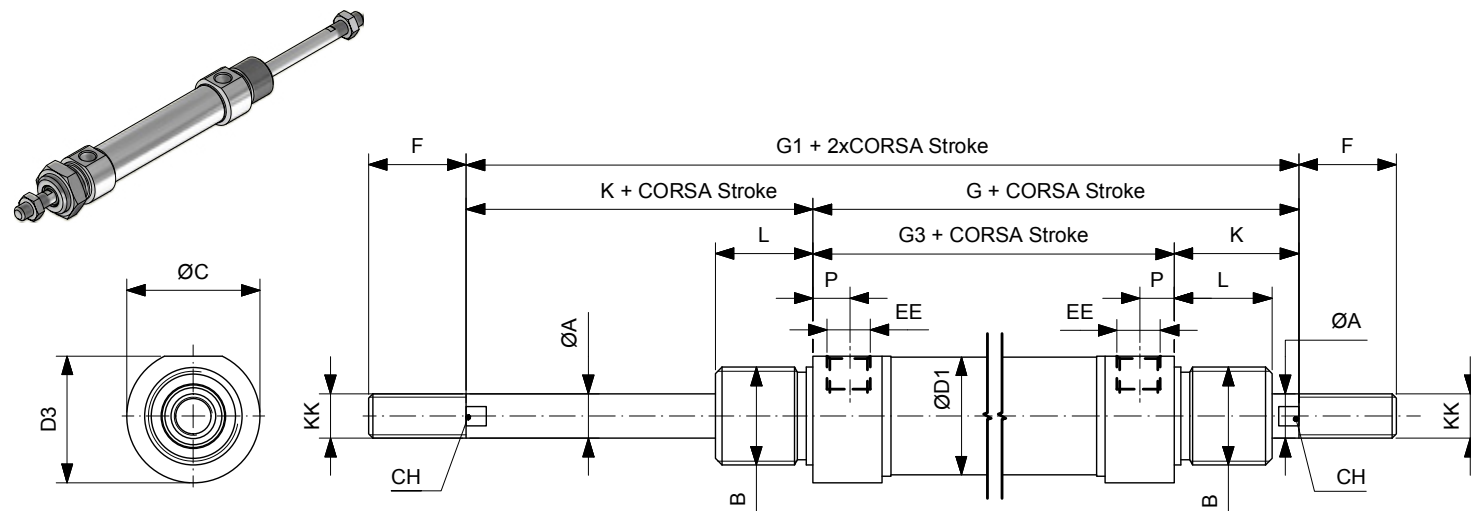 F
G1 + 2xCORSA Stroke
F
K + CORSA Stroke
G + CORSA Stroke
L
G3 + CORSA Stroke
K
ØC
P
P
L
EE
EE
ØA
ØA
D3
KK
ØD1
KK
CH
B
B
CH